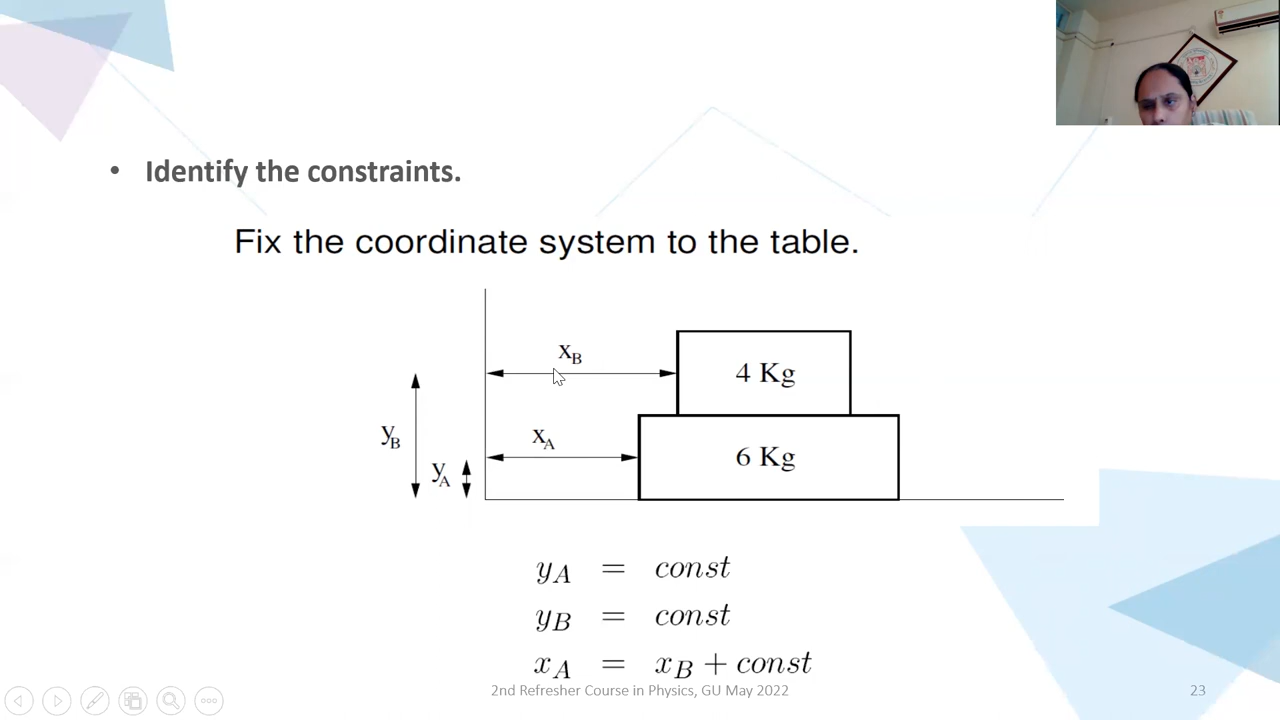 • Identify the constraints.
Fix the coordinate system to the table.
x_B
4 Kg
y_B
x_A
y_A
6 Kg
y_A = const
y_B = const
x_A = x_B + const
2nd Refresher Course in Physics, GU May 2022
23